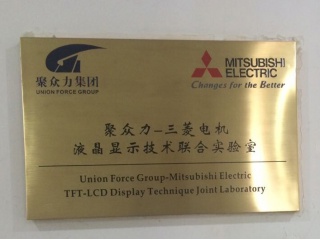 聚众力集团
UNION FORCE GROUP
MITSUBISHI
ELECTRIC
Changes for the Better
聚众力-三菱电机
液晶显示技术联合实验室
Union Force Group-Mitsubishi Electric
TFT-LCD Display Technique Joint Laboratory